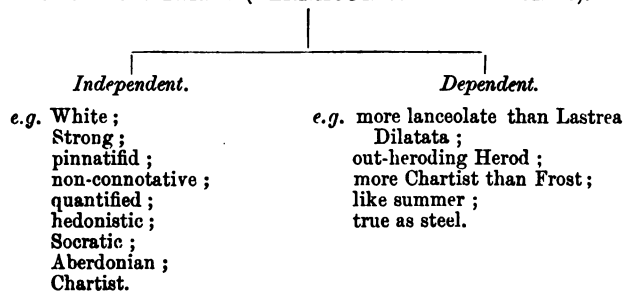 Independent.
e.g. White ;
Strong ;
pinnatifid ;
non-connotative ;
quantified ;
hedonistic ;
Socratic ;
Aberdonian ;
Chartist.
Dependent.
e.g. more lanceolate than Lastrea
Dilatata ;
out-heroding Herod ;
more Chartist than Frost ;
like summer ;
true as steel.